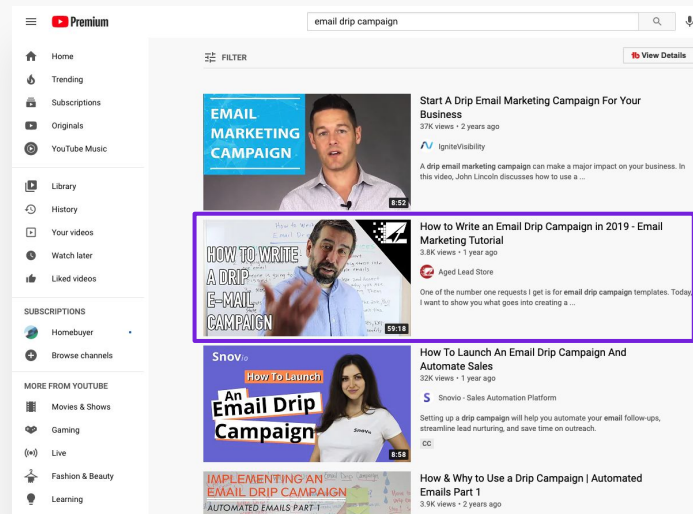 Premium
email drip campaign
Home
Trending
Subscriptions
Originals
YouTube Music
Library
History
Your videos
Watch later
Liked videos
SUBSCRIPTIONS
Homebuyer
Browse channels
MORE FROM YOUTUBE
Movies & Shows
Gaming
Live
Fashion & Beauty
Learning
FILTER
View Details
EMAIL
MARKETING
CAMPAIGN
8:52
Start A Drip Email Marketing Campaign For Your
Business
37K views • 2 years ago
IgniteVisibility
A drip email marketing campaign can make a major impact on your business. In
this video, John Lincoln discusses how to use a ...
HOW TO WRITE
A DRIP
E-MAIL
CAMPAIGN
59:18
How to Write an Email Drip Campaign in 2019 - Email
Marketing Tutorial
3.8K views • 1 year ago
Aged Lead Store
One of the number one requests I get is for email drip campaign templates. Today,
I want to show you what goes into creating a ...
Snovio
How To Launch
An
Email Drip
Campaign
Snovio
8:58
How To Launch An Email Drip Campaign And
Automate Sales
32K views • 1 year ago
S Snovio - Sales Automation Platform
Setting up a drip campaign will help you automate your email follow-ups,
streamline lead nurturing, and save time on outreach.
CC
IMPLEMENTING AN
EMAIL DRIP CAMPAIGN
AUTOMATED EMAILS PART 1
How & Why to Use a Drip Campaign | Automated
Emails Part 1
3.9K views • 2 years ago